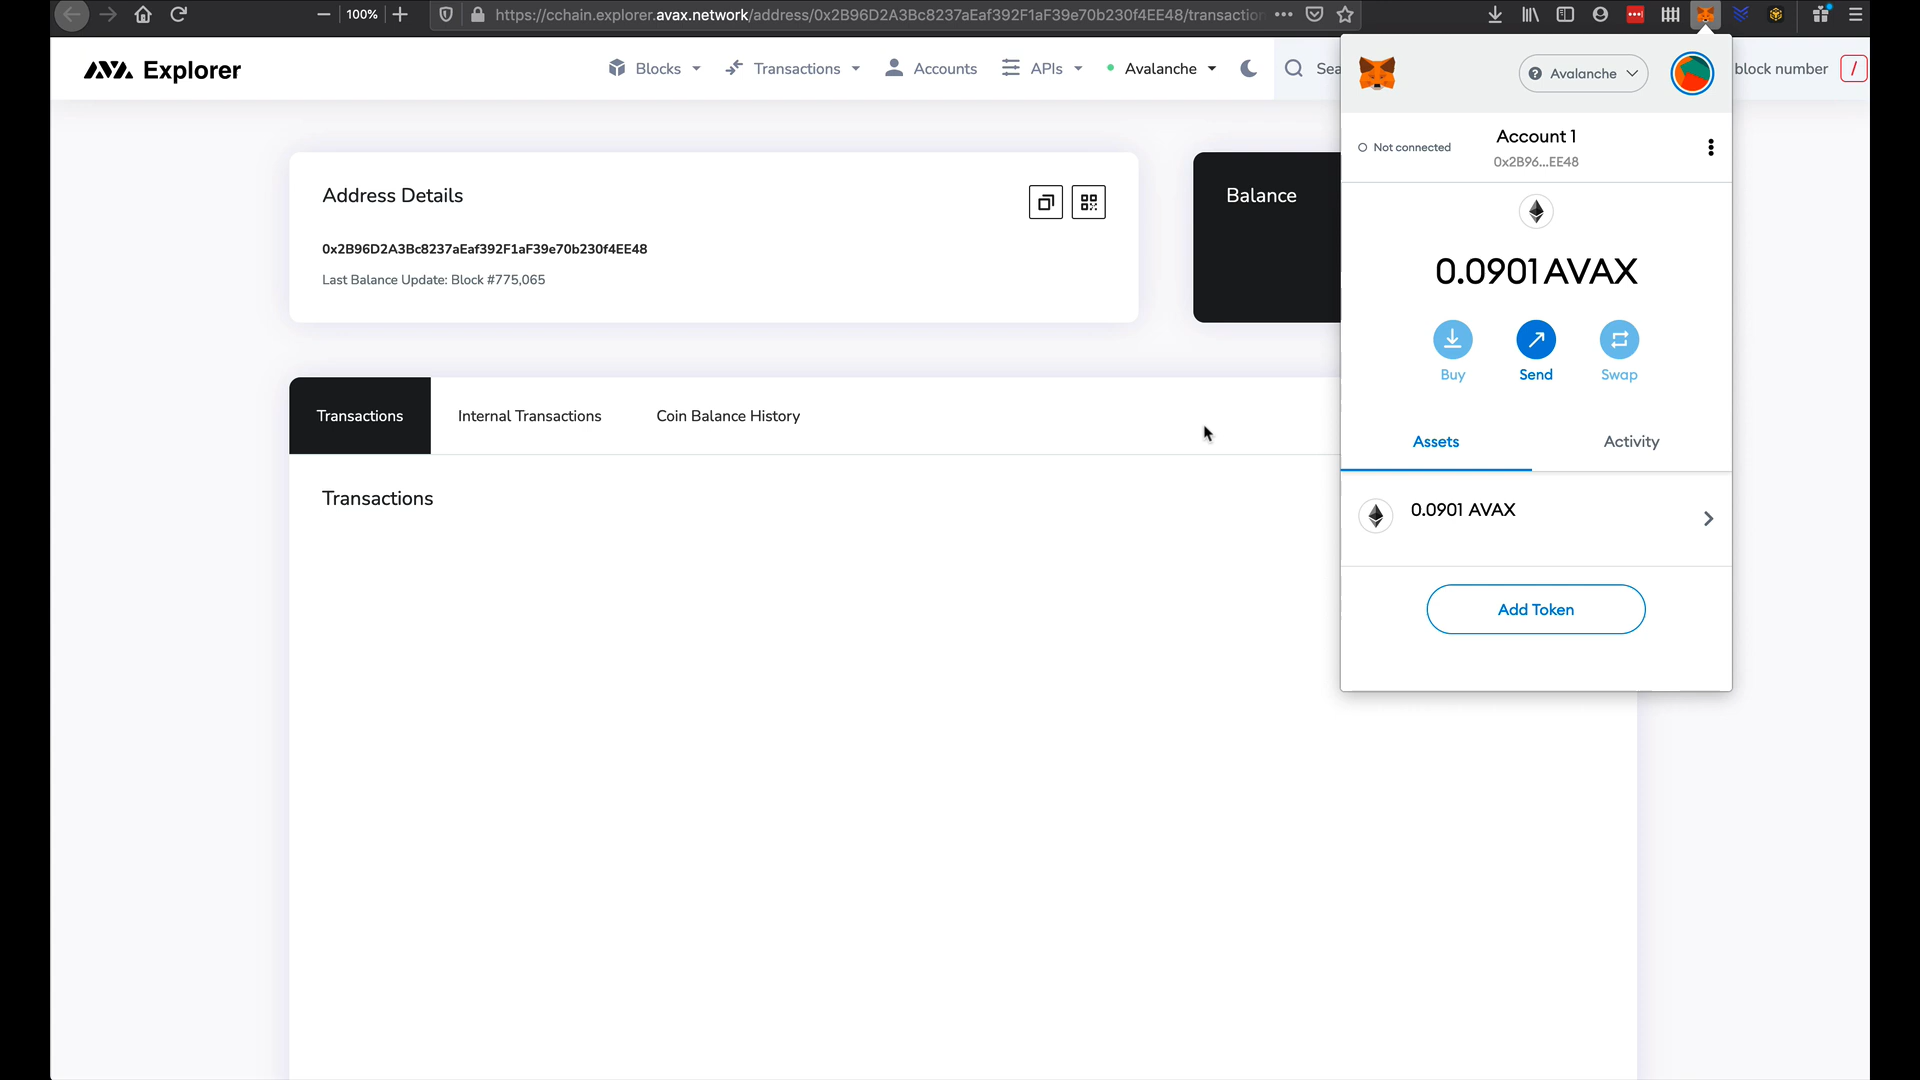 100%
https://cchain.explorer.avax.network/address/0x2B96D2A3Bc8237aEaf392F1aF39e70b230f4EE48/transactio
Explorer
Blocks
Transactions
Accounts
APIs
Avalanche
Sea
block number
/
Address Details
0x2B96D2A3Bc8237aEaf392F1aF39e70b230f4EE48
Last Balance Update: Block #775,065
Balance
Transactions
Internal Transactions
Coin Balance History
Transactions
Avalanche
Not connected
Account 1
0x2B96...EE48
0.0901 AVAX
Buy
Send
Swap
Assets
Activity
0.0901 AVAX
Add Token